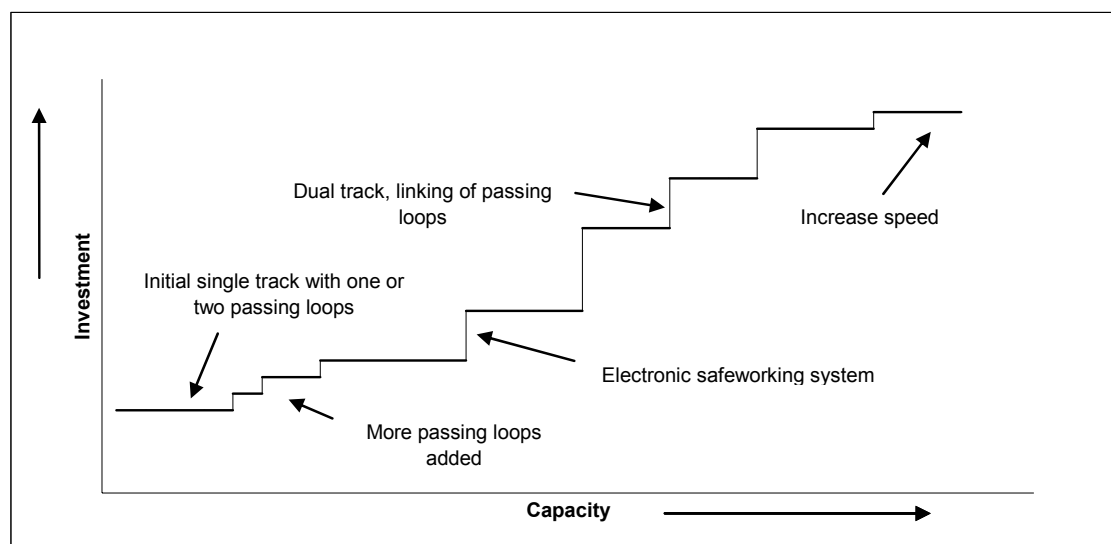 Dual track, linking of passing
loops
Increase speed
Investment
Initial single track with one or
two passing loops
Electronic safeworking system
More passing loops
added
Capacity